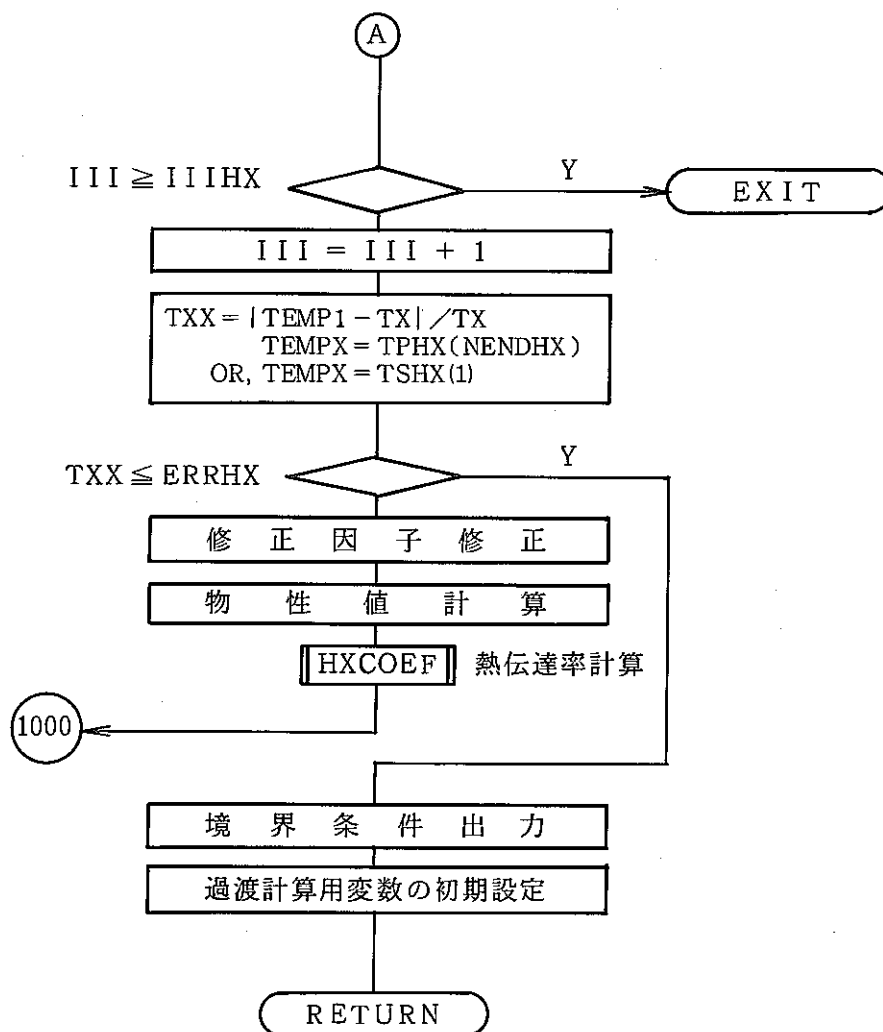 A
III ≧ IIIHX
Y
EXIT
III = III + 1
TXX = |TEMP1 - TX| / TX
TEMPX = TPHX(NENDHX)
OR, TEMPX = TSHX(1)
TXX ≦ ERRHX
Y
修正因子修正
物性値計算
HXCOEF 熱伝達率計算
1000
境界条件出力
過渡計算用変数の初期設定
RETURN